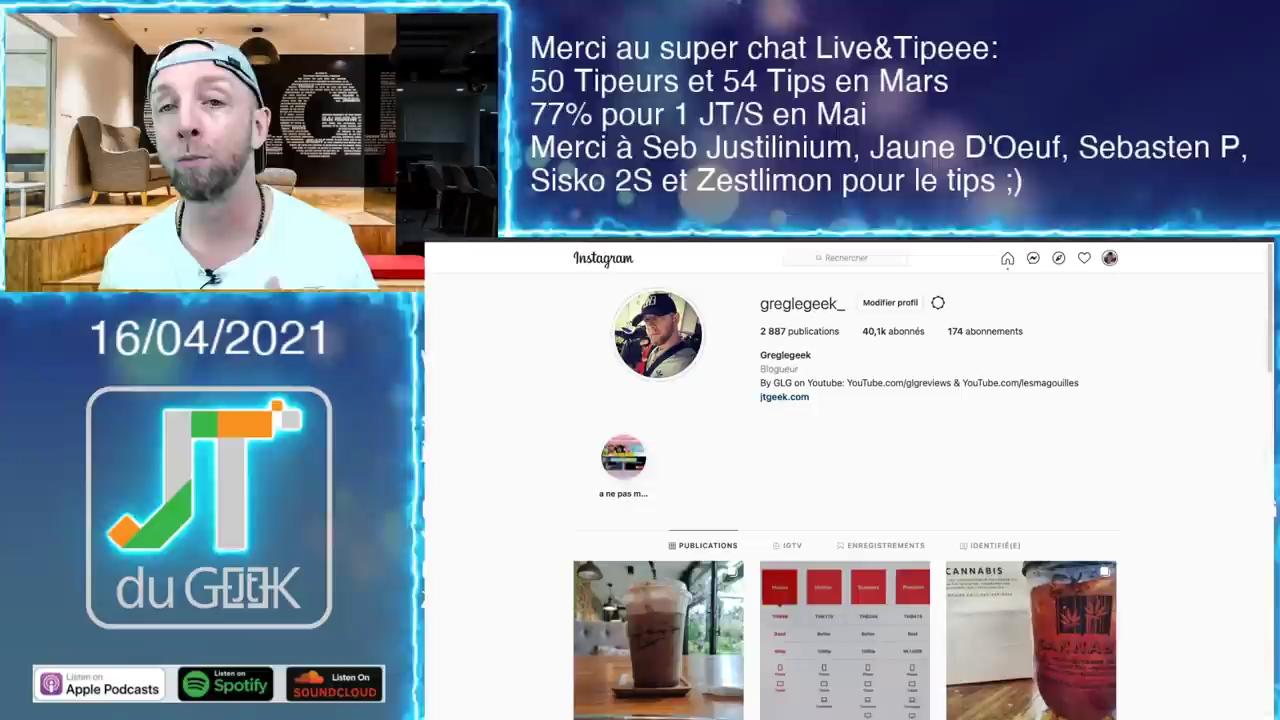 Merci au super chat Live&Tipeee:
50 Tipeurs et 54 Tips en Mars
77% pour 1 JT/S en Mai
Merci à Seb Justilinium, Jaune D'Oeuf, Sebasten P,
Sisko 2S et Zestlimon pour le tips ;)
16/04/2021
JT
du GEEK
Listen on
Apple Podcasts
Listen on
Spotify
Listen On
SOUNDCLOUD
Instagram
Rechercher
greglegeek_
Modifier profil
2 887 publications
40,1k abonnés
174 abonnements
Greglegeek
Blogueur
By GLG on Youtube: YouTube.com/glgreviews & YouTube.com/lesmagouilles
jtgeek.com
a ne pas m...
PUBLICATIONS
IGTV
ENREGISTREMENTS
IDENTIFIÉ(E)
CANNABIS